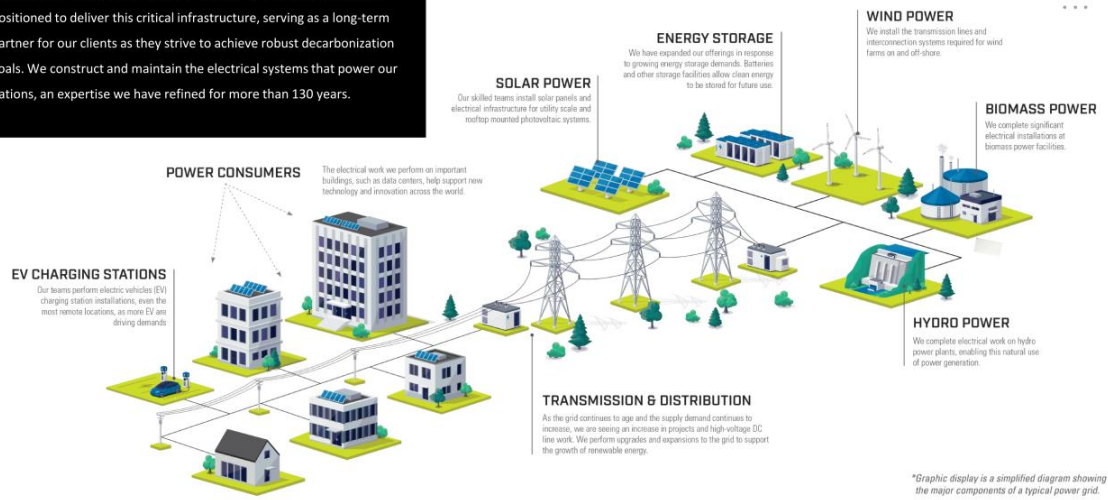 ositioned to deliver this critical infrastructure, serving as a long-term
artner for our clients as they strive to achieve robust decarbonization
oals. We construct and maintain the electrical systems that power our
ations, an expertise we have refined for more than 130 years.
WIND POWER
We install the transmission lines and
interconnection systems required for wind
farms on and off-shore.
ENERGY STORAGE
We have expanded our offerings in response
to growing energy storage demands. Batteries
and other storage facilities allow clean energy
to be stored for future use.
SOLAR POWER
Our skilled teams install solar panels and
electrical infrastructure for utility scale and
rooftop mounted photovoltaic systems.
BIOMASS POWER
We complete significant
electrical installations at
biomass power facilities.
POWER CONSUMERS
The electrical work we perform on important
buildings, such as data centers, help support new
technology and innovation across the world.
EV CHARGING STATIONS
Our teams perform electric vehicles (EV)
charging station installations, even the
most remote locations, as more EV are
driving demands
HYDRO POWER
We complete electrical work on hydro
power plants, enabling this natural use
of power generation.
TRANSMISSION & DISTRIBUTION
As the grid continues to age and the supply demand continues to
increase, we are seeing an increase in projects and high-voltage DC
line work. We perform upgrades and expansions to the grid to support
the growth of renewable energy.
*Graphic display is a simplified diagram showing
the major components of a typical power grid.